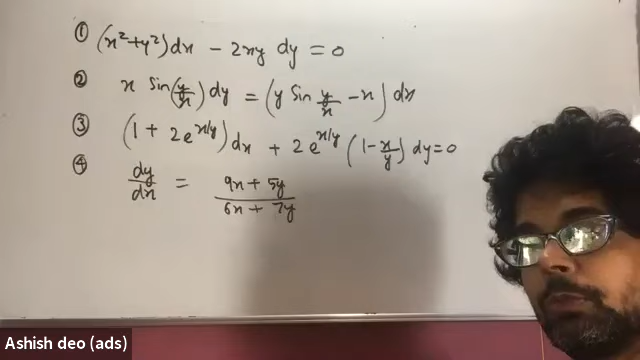 ① (x²+y²)dx - 2xy dy = 0
② x Sin(y/x) dy = (y Sin y/x - x) dx
③ (1 + 2e^(x/y)) dx + 2e^(x/y) (1 - x/y) dy = 0
④ dy/dx = (9x + 5y)/(6x + 7y)
Ashish deo (ads)